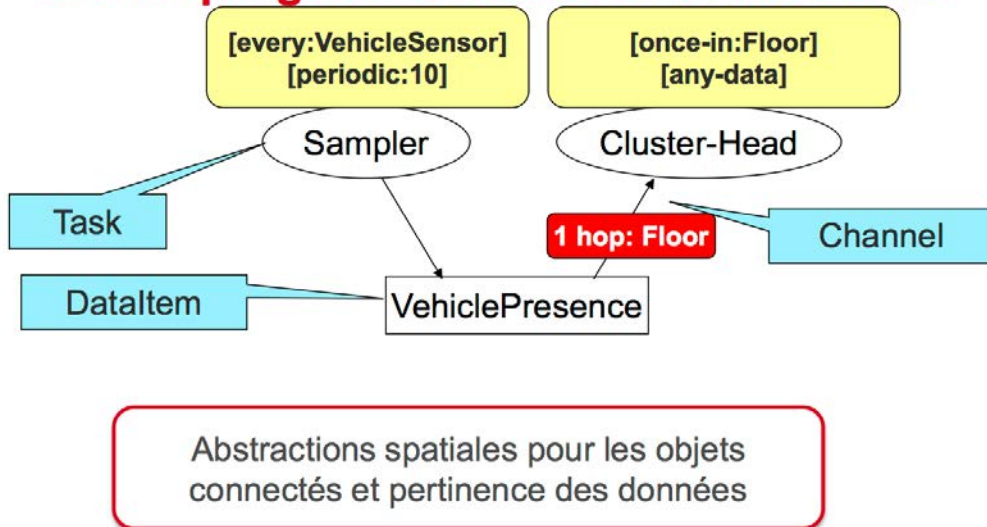 [every:VehicleSensor]
[periodic:10]
[once-in:Floor]
[any-data]
Sampler
Cluster-Head
Task
1 hop: Floor
Channel
DataItem
VehiclePresence
Abstractions spatiales pour les objets
connectés et pertinence des données